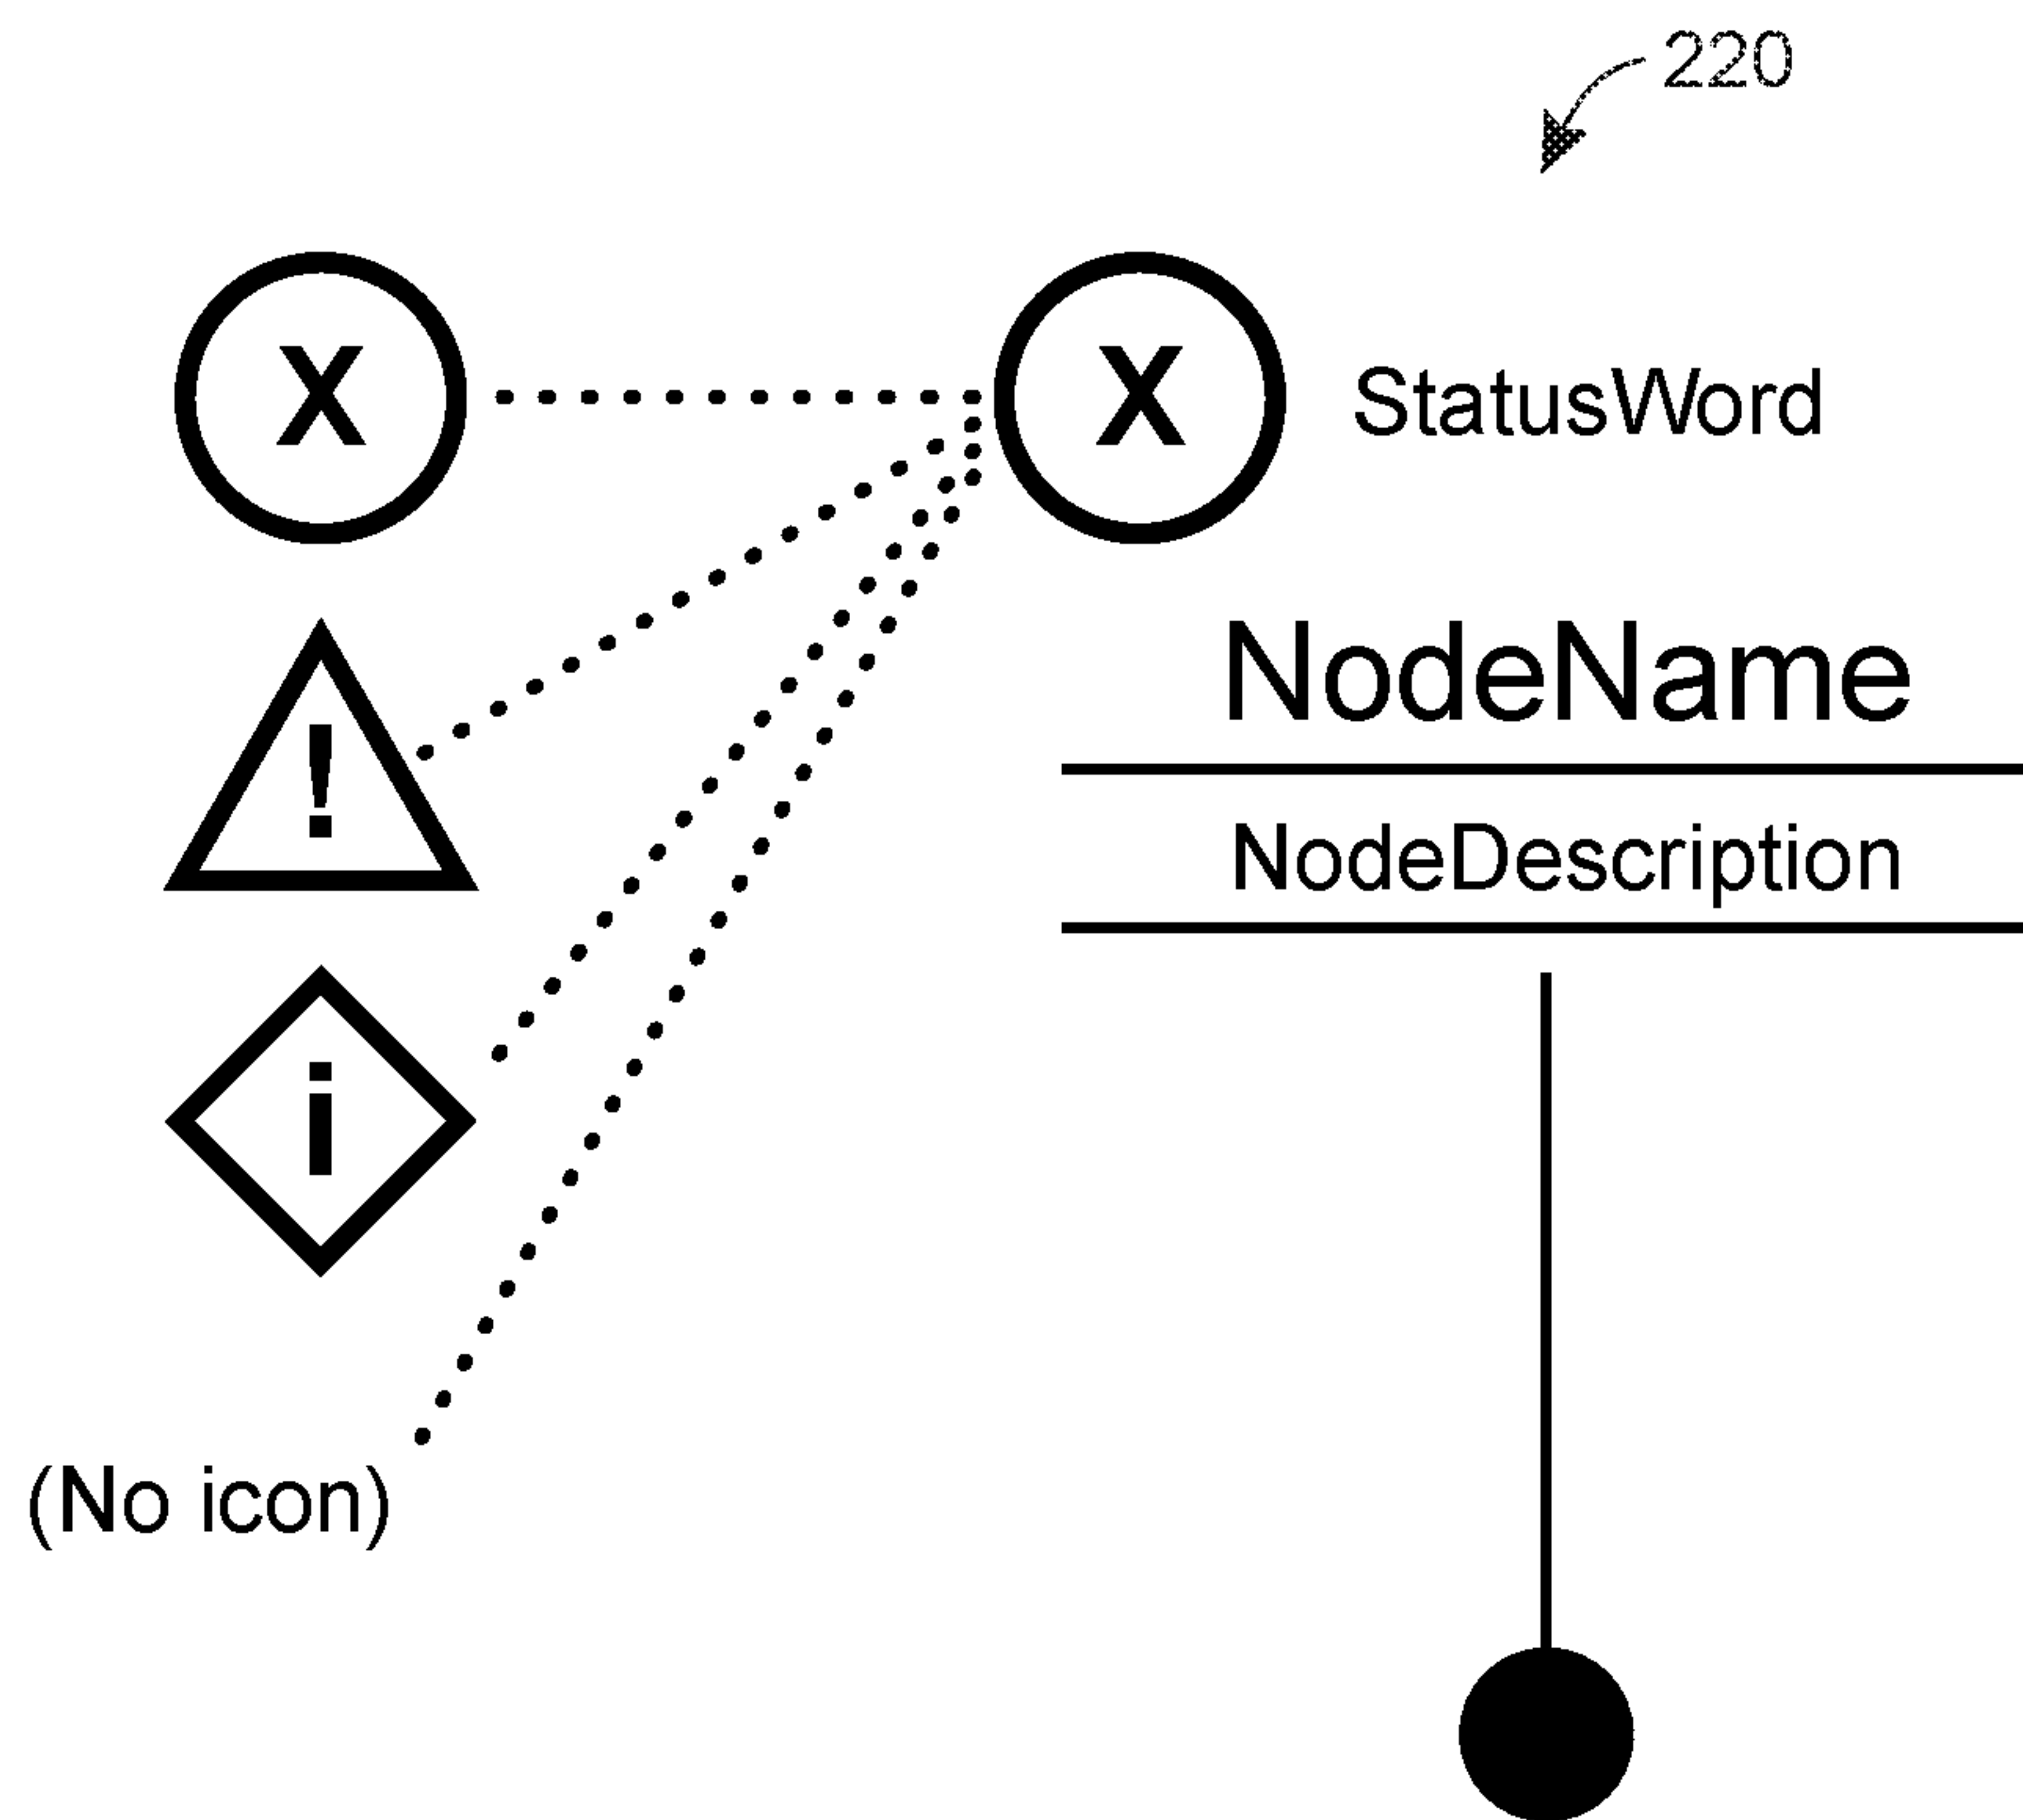 220
X X StatusWord
!
NodeName
NodeDescription
i
(No icon)